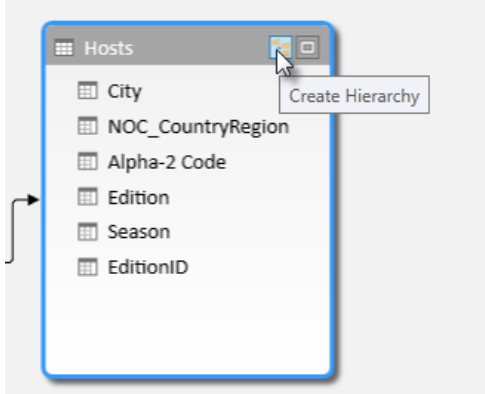 Hosts
City
Create Hierarchy
NOC_CountryRegion
Alpha-2 Code
Edition
Season
EditionID